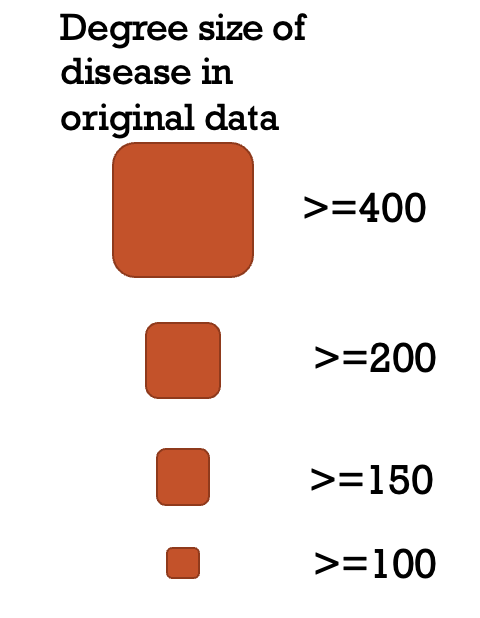 Degree size of
disease in
original data
>=400
>=200
>=150
>=100